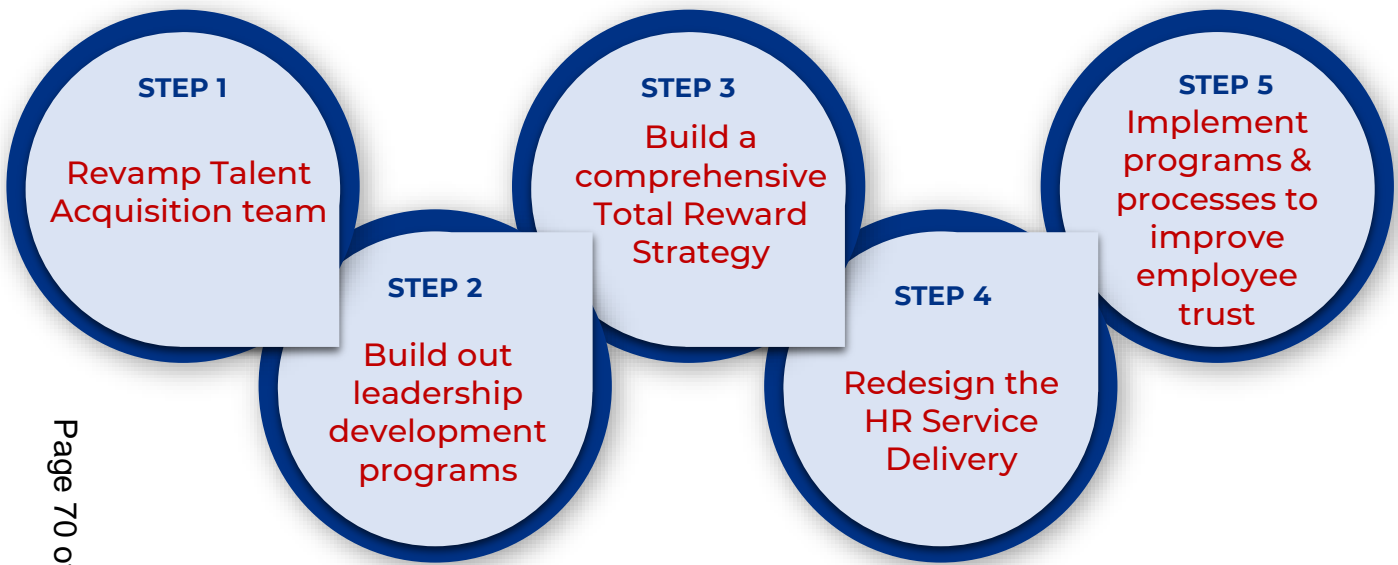 STEP 1
Revamp Talent
Acquisition team
STEP 2
Build out
leadership
development
programs
STEP 3
Build a
comprehensive
Total Reward
Strategy
STEP 4
Redesign the
HR Service
Delivery
STEP 5
Implement
programs &
processes to
improve
employee
trust
Page 70 o